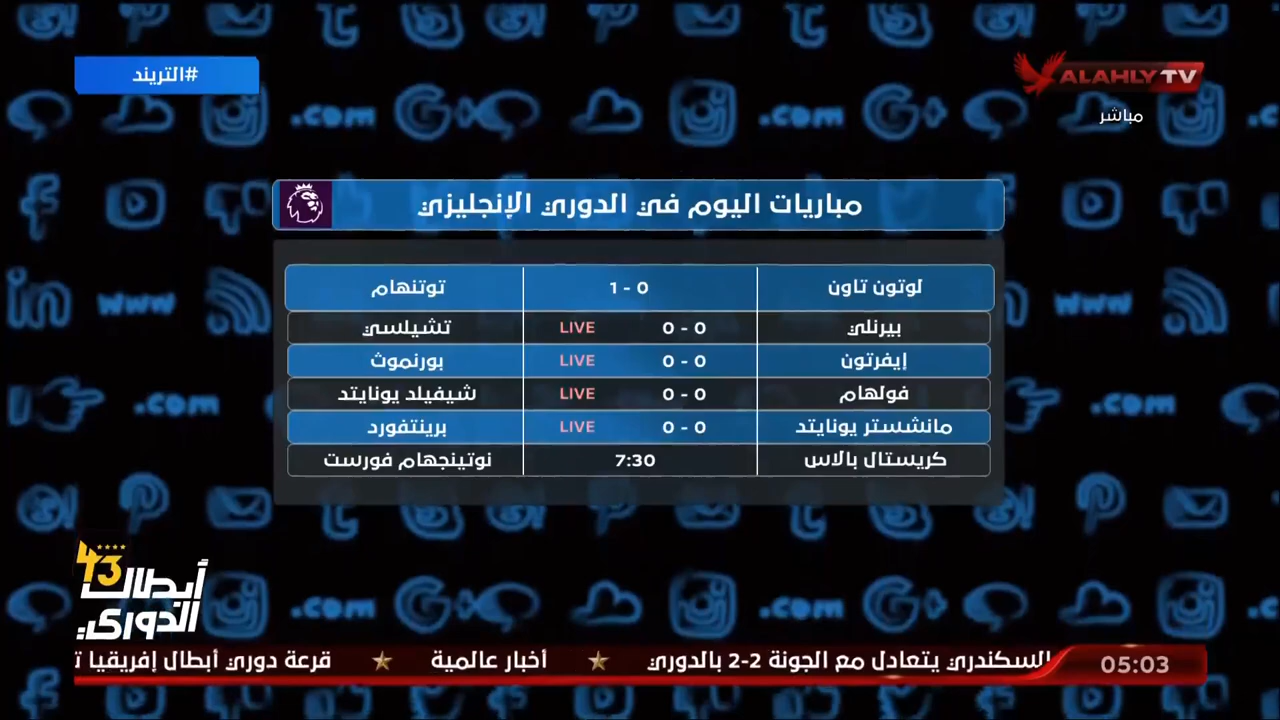 #التريند
ALAHLY TV
مباشر
مباريات اليوم في الدوري الإنجليزي
لوتون تاون 1 - 0 توتنهام
بيرنلي 0 - 0 LIVE تشيلسي
إيفرتون 0 - 0 LIVE بورنموث
فولهام 0 - 0 LIVE شيفيلد يونايتد
مانشستر يونايتد 0 - 0 LIVE برينتفورد
كريستال بالاس 7:30 نوتينجهام فورست
43
أبطال
الدوري
05:03 السكندري يتعادل مع الجونة 2-2 بالدوري ★ أخبار عالمية ★ قرعة دوري أبطال إفريقيا